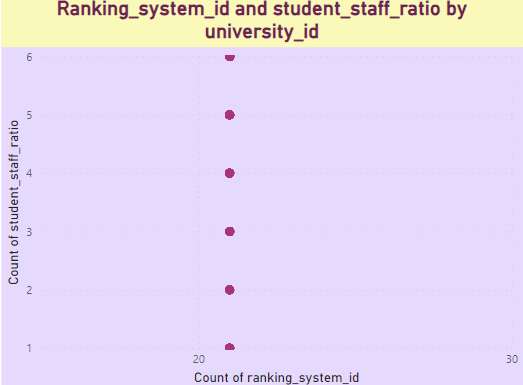 Ranking_system_id and student_staff_ratio by
university_id
6
5
4
3
2
1
Count of student_staff_ratio
20
30
Count of ranking_system_id